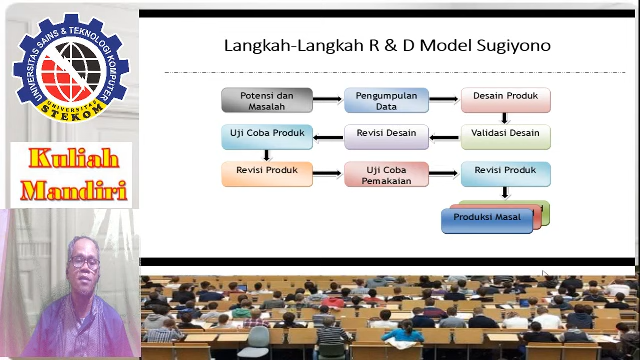 Langkah-Langkah R & D Model Sugiyono
UNIVERSITAS SAINS & TEKNOLOGI KOMPUTER
UNIVERSITAS
STEKOM
Kuliah
Mandiri
Potensi dan
Masalah
Pengumpulan
Data
Desain Produk
Uji Coba Produk
Revisi Desain
Validasi Desain
Revisi Produk
Uji Coba
Pemakaian
Revisi Produk
Produksi Masal